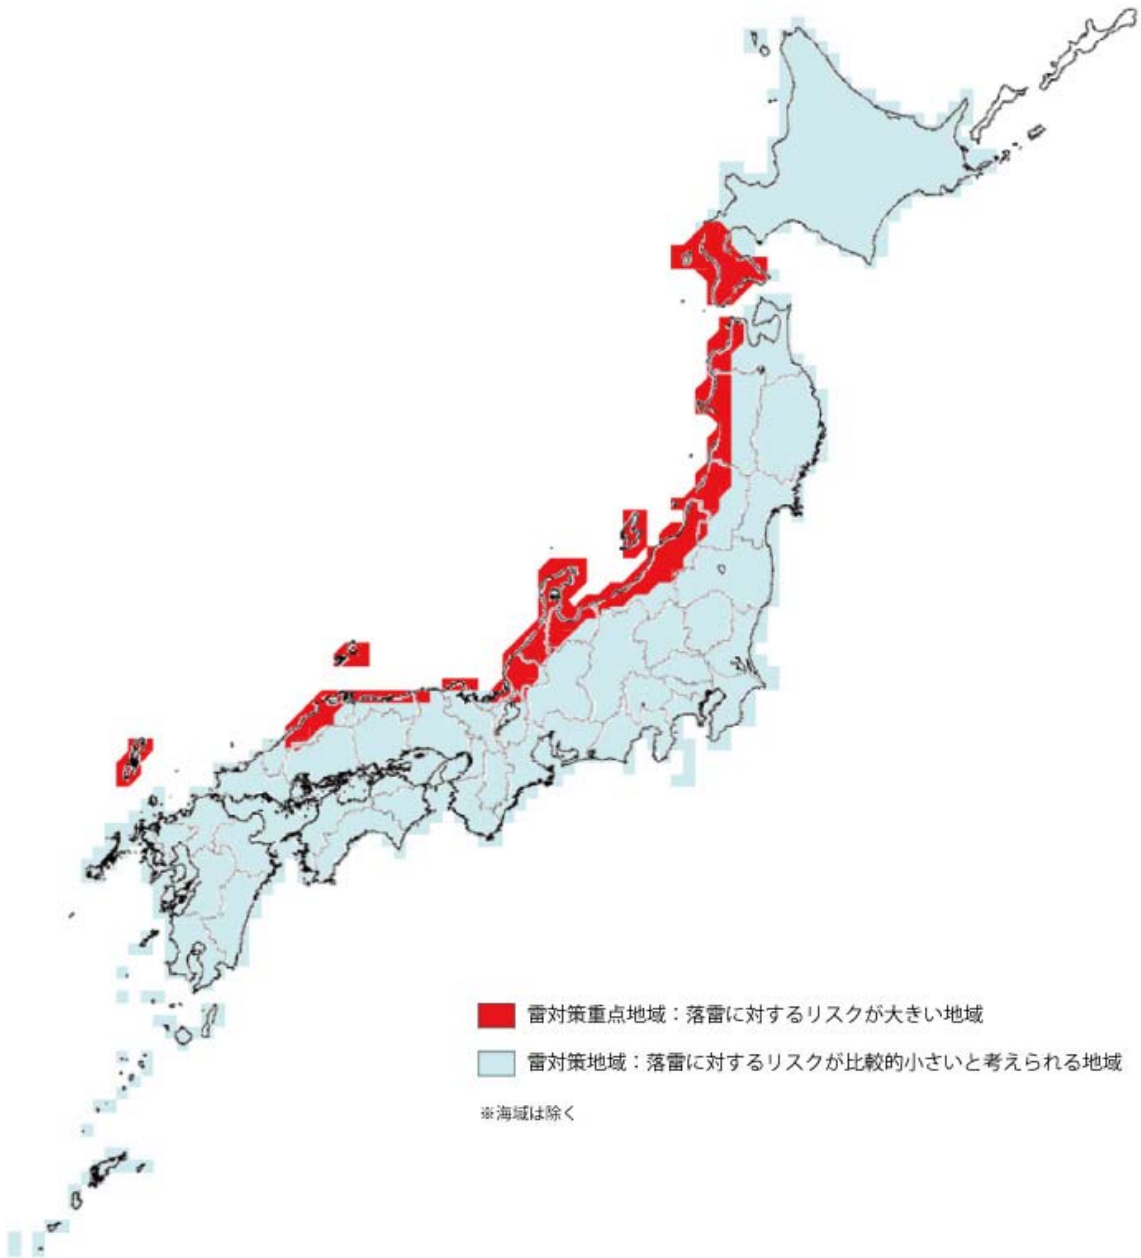 雷対策重点地域：落雷に対するリスクが大きい地域
雷対策地域：落雷に対するリスクが比較的小さいと考えられる地域
※海域は除く